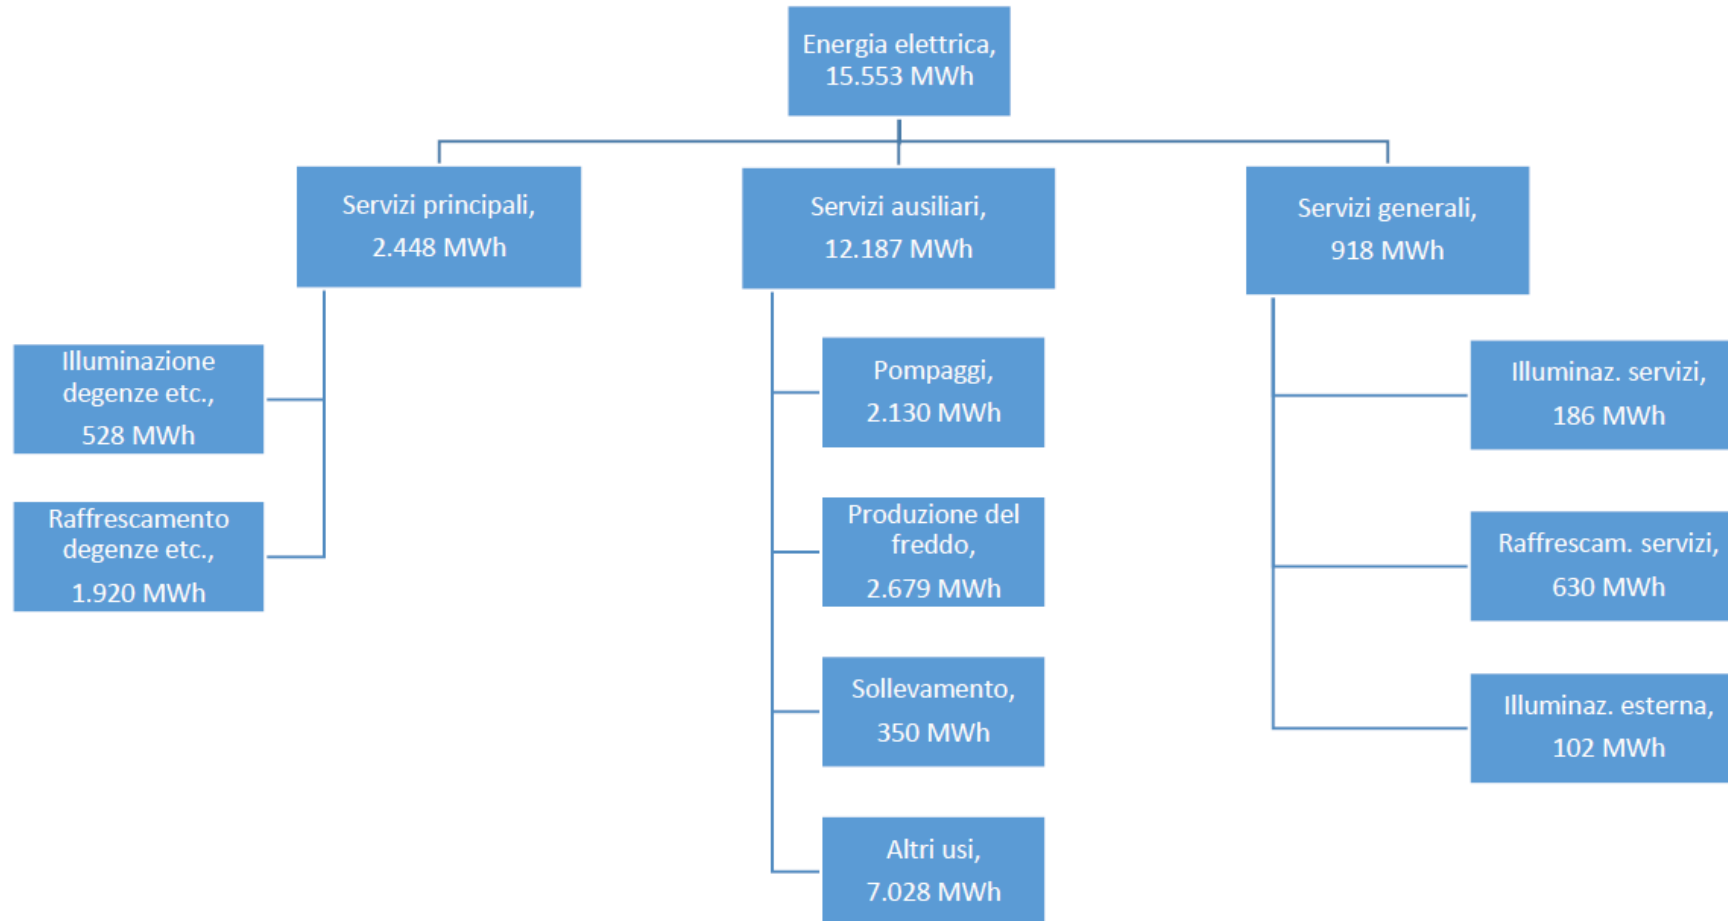 Energia elettrica,
15.553 MWh
Servizi principali,
2.448 MWh
Servizi ausiliari,
12.187 MWh
Servizi generali,
918 MWh
Illuminazione
degenze etc.,
528 MWh
Raffrescamento
degenze etc.,
1.920 MWh
Pompaggi,
2.130 MWh
Produzione del
freddo,
2.679 MWh
Sollevamento,
350 MWh
Altri usi,
7.028 MWh
Illuminaz. servizi,
186 MWh
Raffrescam. servizi,
630 MWh
Illuminaz. esterna,
102 MWh